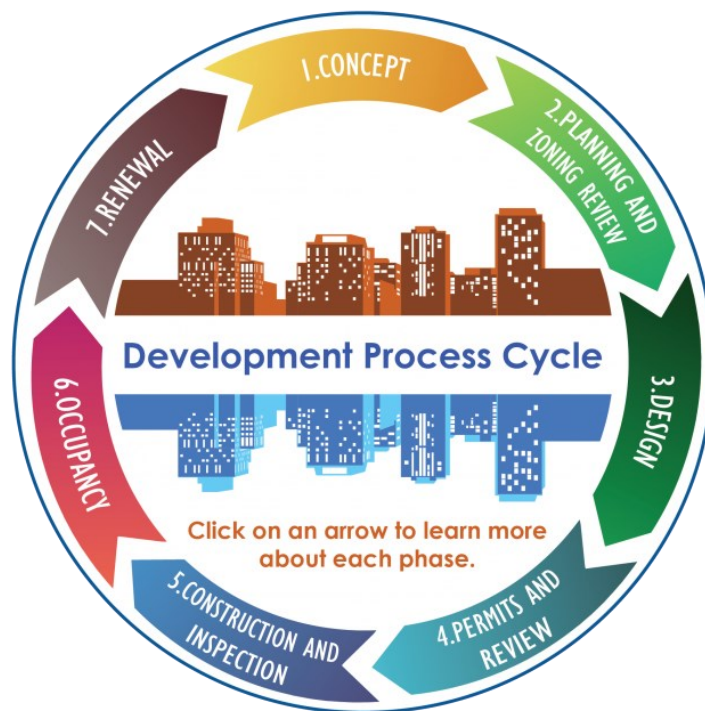 1.CONCEPT
2.PLANNING AND
ZONING REVIEW
3.DESIGN
4.PERMITS AND
REVIEW
5.CONSTRUCTION AND
INSPECTION
6.OCCUPANCY
7.RENEWAL
Development Process Cycle
Click on an arrow to learn more
about each phase.